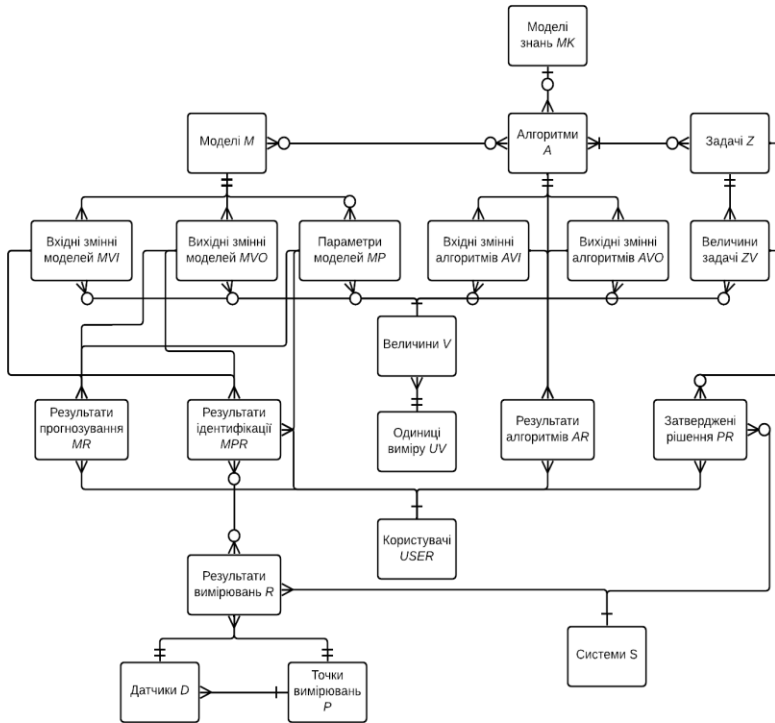 Моделі
знань MK
Моделі M
Алгоритми
A
Задачі Z
Вхідні змінні
моделей MVI
Вихідні змінні
моделей MVO
Параметри
моделей MP
Вхідні змінні
алгоритмів AVI
Вихідні змінні
алгоритмів AVO
Величини
задачі ZV
Величини V
Результати
прогнозування
MR
Результати
ідентифікації
MPR
Одиниці
виміру UV
Результати
алгоритмів AR
Затверджені
рішення PR
Користувачі
USER
Результати
вимірювань R
Системи S
Датчики D
Точки
вимірювань
P